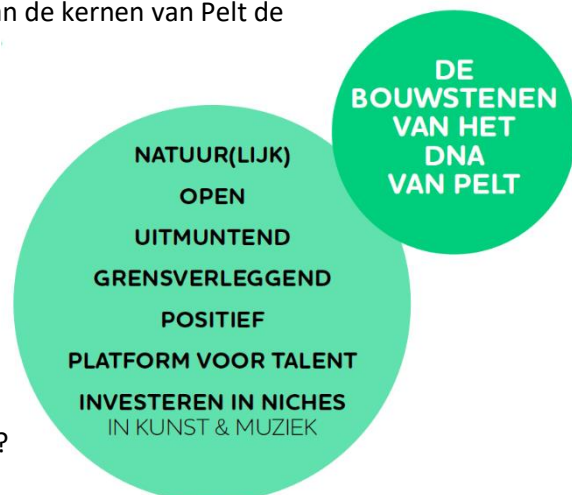 an de kernen van Pelt de
DE
BOUWSTENEN
VAN HET
DNA
VAN PELT
NATUUR(LIJK)
OPEN
UITMUNTEND
GRENSVERLEGGEND
POSITIEF
PLATFORM VOOR TALENT
INVESTEREN IN NICHES
IN KUNST & MUZIEK
?